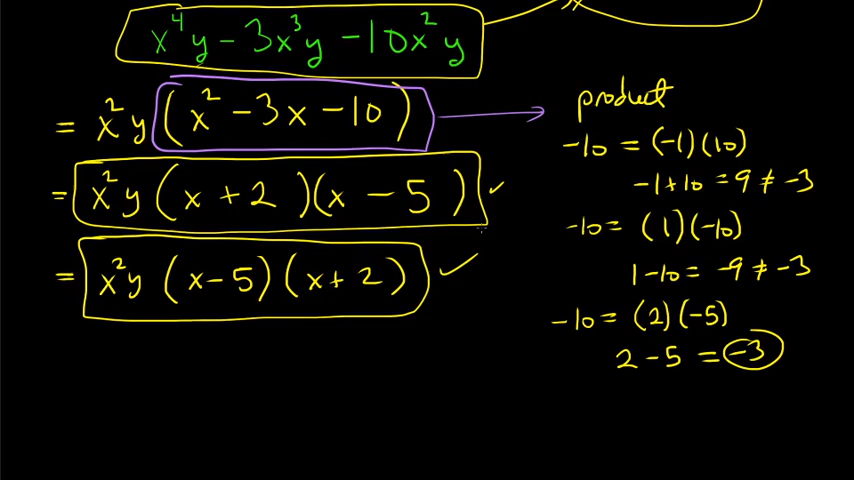 x⁴y - 3x³y - 10x²y
= x²y (x² - 3x - 10)
= x²y (x + 2)(x - 5)
= x²y (x - 5)(x + 2)
product
-10 = (-1)(10)
-1 + 10 = 9 ≠ -3
-10 = (1)(-10)
1 - 10 = -9 ≠ -3
-10 = (2)(-5)
2 - 5 = -3